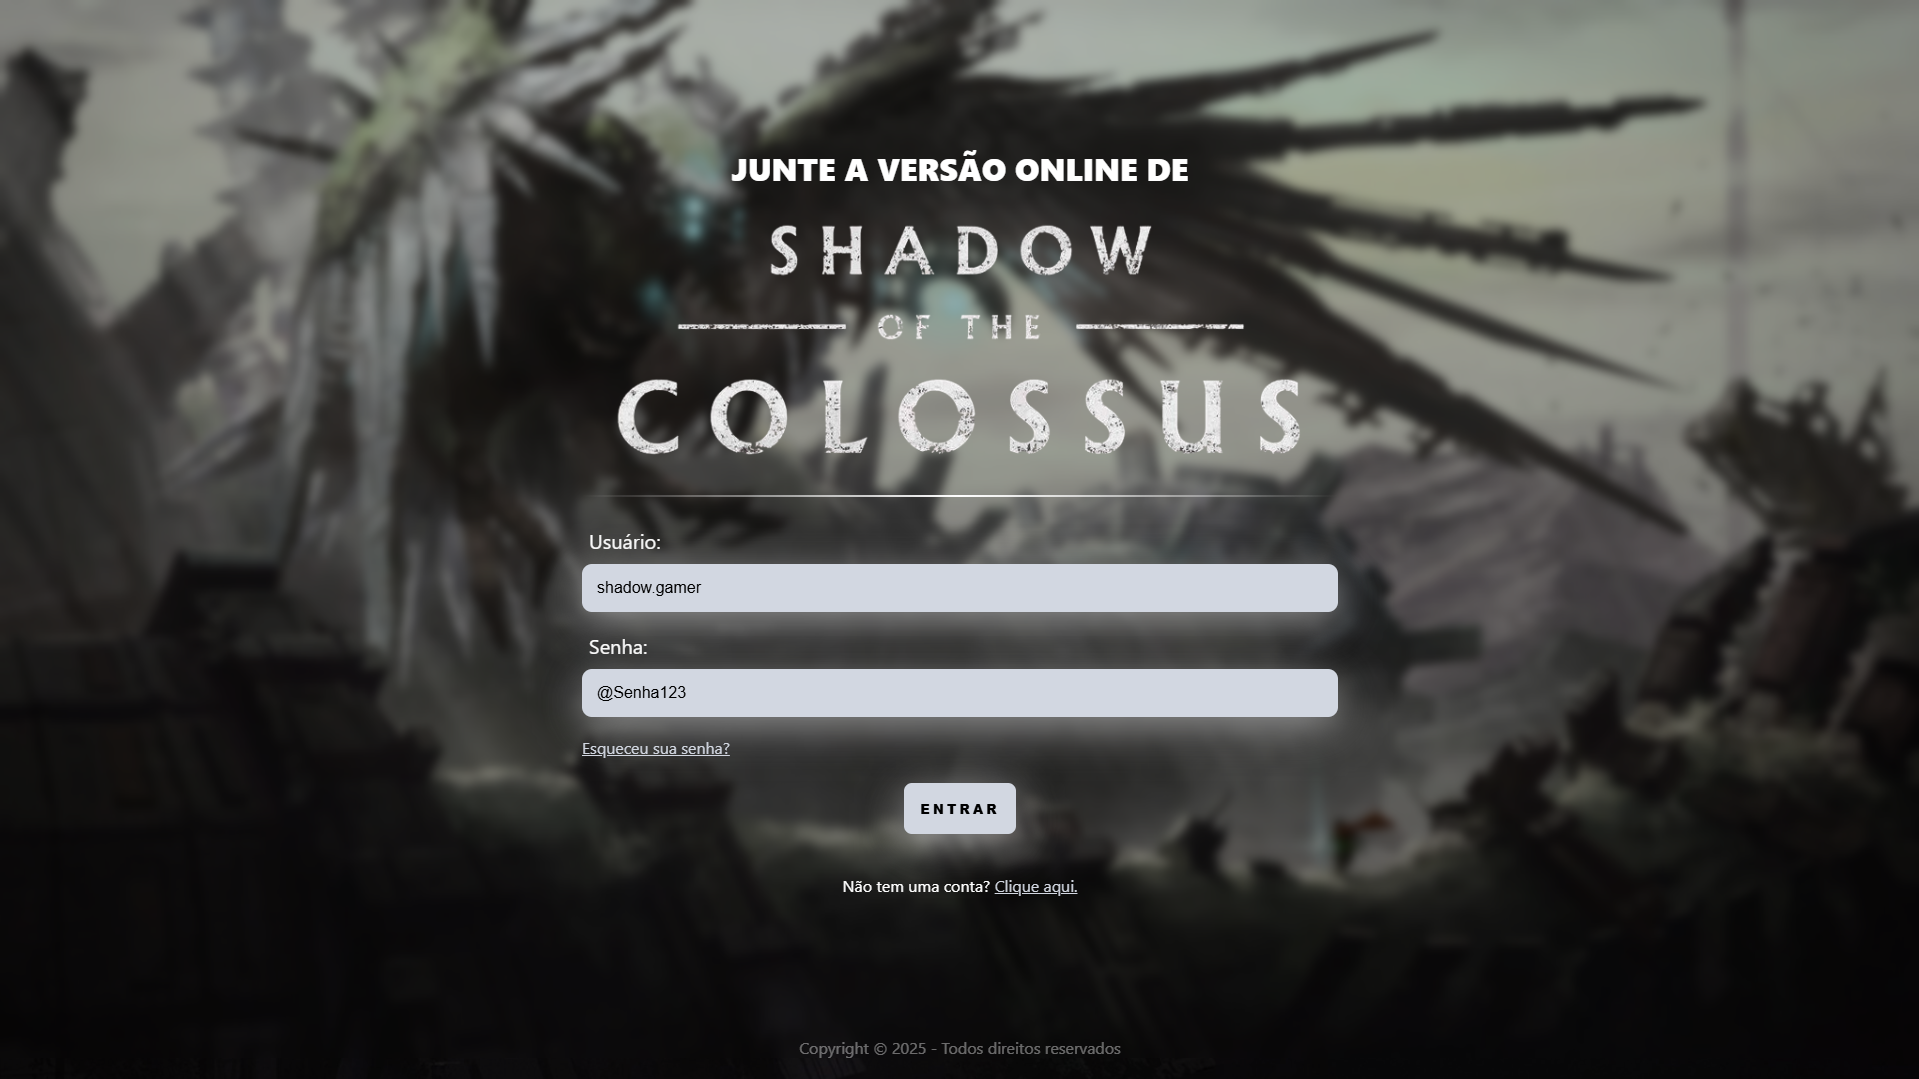 JUNTE A VERSÃO ONLINE DE
SHADOW
OF THE
COLOSSUS
Usuário:
shadow.gamer
Senha:
@Senha123
Esqueceu sua senha?
ENTRAR
Não tem uma conta? Clique aqui.
Copyright © 2025 - Todos direitos reservados